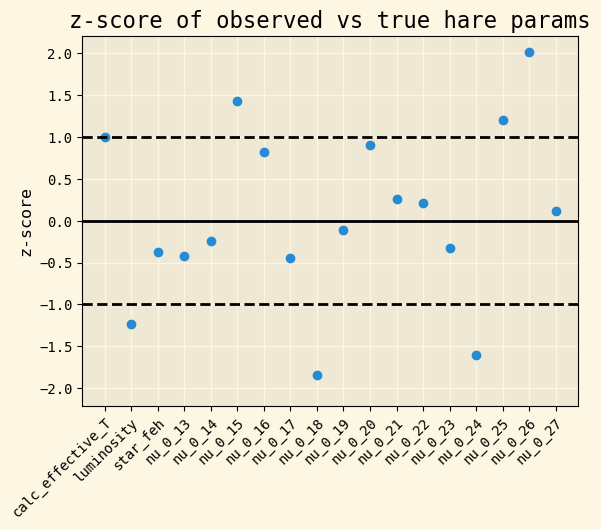 z-score of observed vs true hare params
z-score
2.0
1.5
1.0
0.5
0.0
−0.5
−1.0
−1.5
−2.0
calc_effective_T
luminosity
star_feh
nu_0_13
nu_0_14
nu_0_15
nu_0_16
nu_0_17
nu_0_18
nu_0_19
nu_0_20
nu_0_21
nu_0_22
nu_0_23
nu_0_24
nu_0_25
nu_0_26
nu_0_27